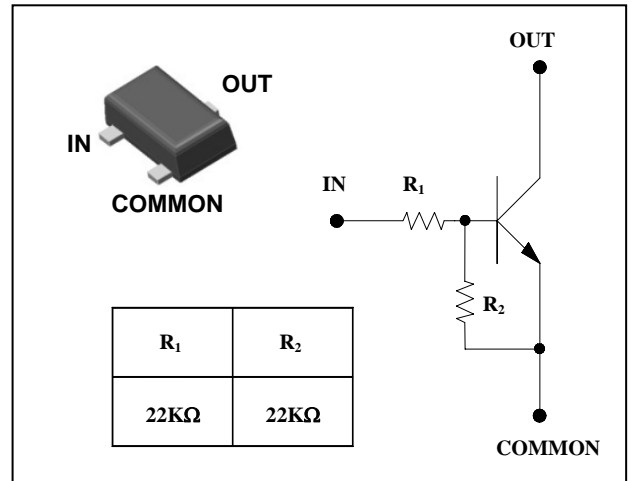 OUT
OUT
IN
COMMON
IN
R₁
R₂
R₁ R₂
22KΩ 22KΩ
COMMON